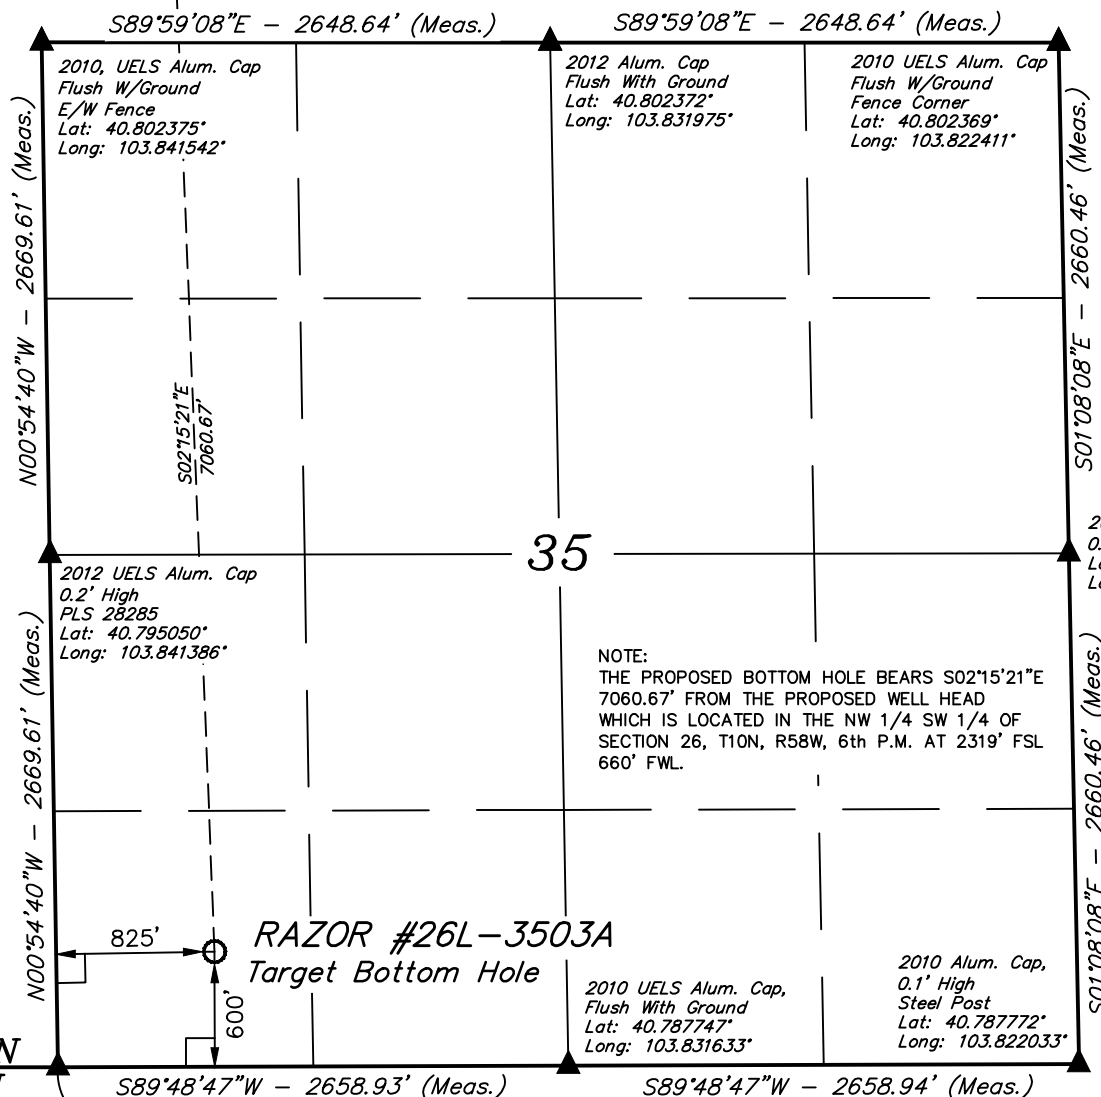 S89°59'08"E - 2648.64' (Meas.)
S89°59'08"E - 2648.64' (Meas.)
2010, UELS Alum. Cap
Flush W/Ground
E/W Fence
Lat: 40.802375°
Long: 103.841542°
2012 Alum. Cap
Flush With Ground
Lat: 40.802372°
Long: 103.831975°
2010 UELS Alum. Cap
Flush W/Ground
Fence Corner
Lat: 40.802369°
Long: 103.822411°
N00°54'40"W - 2669.61' (Meas.)
S01°08'08"E - 2660.46' (Meas.)
S02°15'21"E
7060.67'
35
2012 UELS Alum. Cap
0.2' High
PLS 28285
Lat: 40.795050°
Long: 103.841386°
NOTE:
THE PROPOSED BOTTOM HOLE BEARS S02°15'21"E
7060.67' FROM THE PROPOSED WELL HEAD
WHICH IS LOCATED IN THE NW 1/4 SW 1/4 OF
SECTION 26, T10N, R58W, 6th P.M. AT 2319' FSL
660' FWL.
N00°54'40"W - 2669.61' (Meas.)
S01°08'08"E - 2660.46' (Meas.)
825'
600'
RAZOR #26L-3503A
Target Bottom Hole
2010 UELS Alum. Cap,
Flush With Ground
Lat: 40.787747°
Long: 103.831633°
2010 Alum. Cap,
0.1' High
Steel Post
Lat: 40.787772°
Long: 103.822033°
S89°48'47"W - 2658.93' (Meas.)
S89°48'47"W - 2658.94' (Meas.)